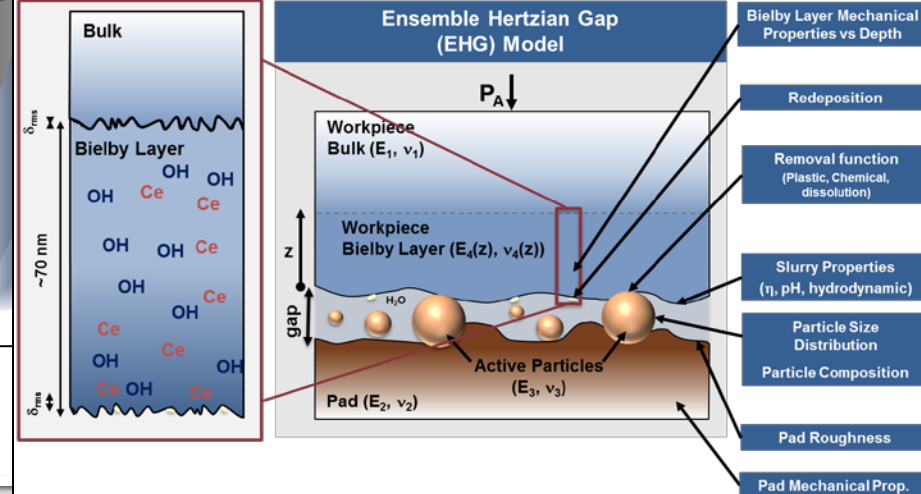 Bulk
δrms
Bielby Layer
OH
OH
OH
Ce
Ce
OH
OH
Ce
OH
Ce
OH
Ce
Ce
OH
OH
Ce
OH
Ce
~70 nm
δrms
Ensemble Hertzian Gap
(EHG) Model
PA
Workpiece
Bulk (E1, ν1)
Workpiece
Bielby Layer (E4(z), ν4(z))
z
gap
H2O
Active Particles
(E3, ν3)
Pad (E2, ν2)
Bielby Layer Mechanical
Properties vs Depth
Redeposition
Removal function
(Plastic, Chemical,
dissolution)
Slurry Properties
(η, pH, hydrodynamic)
Particle Size
Distribution
Particle Composition
Pad Roughness
Pad Mechanical Prop.